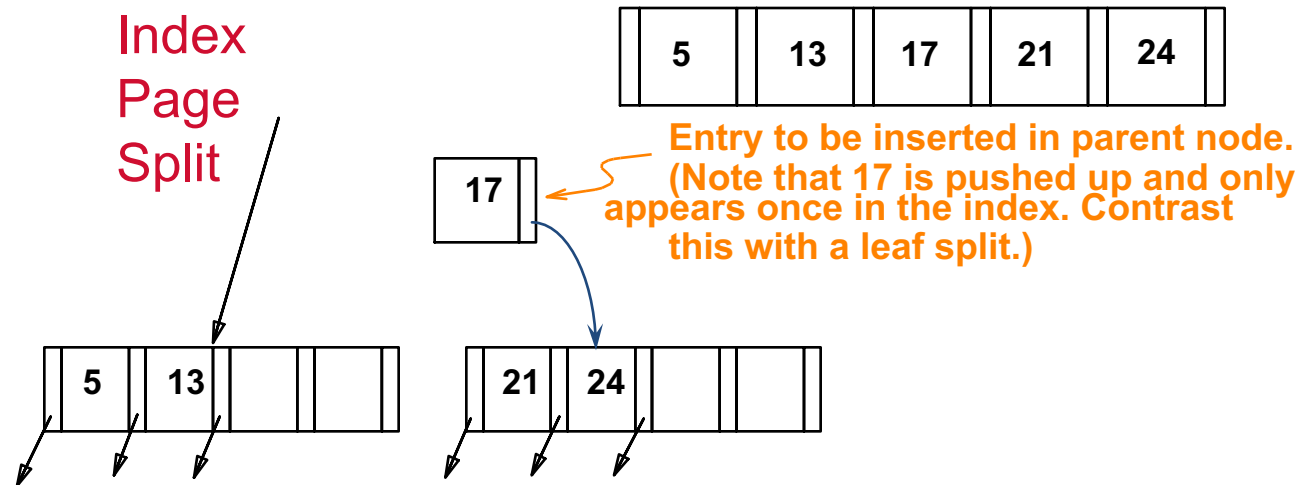 Index
Page
Split
5 13 17 21 24
Entry to be inserted in parent node.
(Note that 17 is pushed up and only
appears once in the index. Contrast
this with a leaf split.)
17
5 13
21 24